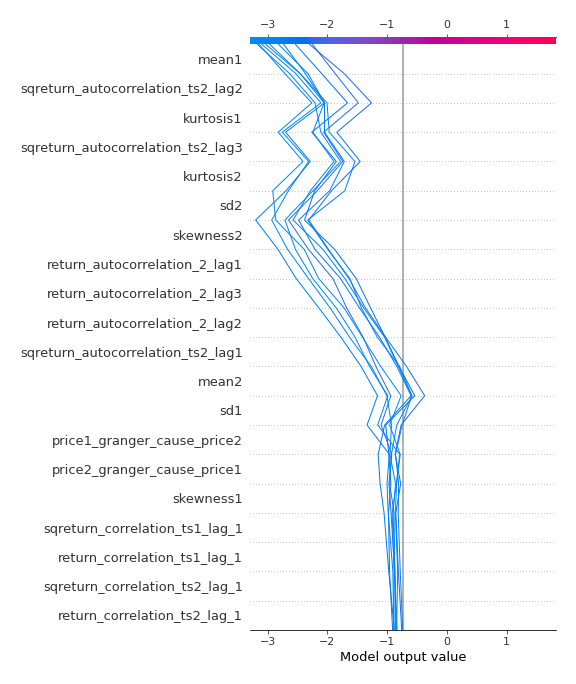 −3 −2 −1 0 1
mean1
sqreturn_autocorrelation_ts2_lag2
kurtosis1
sqreturn_autocorrelation_ts2_lag3
kurtosis2
sd2
skewness2
return_autocorrelation_2_lag1
return_autocorrelation_2_lag3
return_autocorrelation_2_lag2
sqreturn_autocorrelation_ts2_lag1
mean2
sd1
price1_granger_cause_price2
price2_granger_cause_price1
skewness1
sqreturn_correlation_ts1_lag_1
return_correlation_ts1_lag_1
sqreturn_correlation_ts2_lag_1
return_correlation_ts2_lag_1
−3 −2 −1 0 1
Model output value